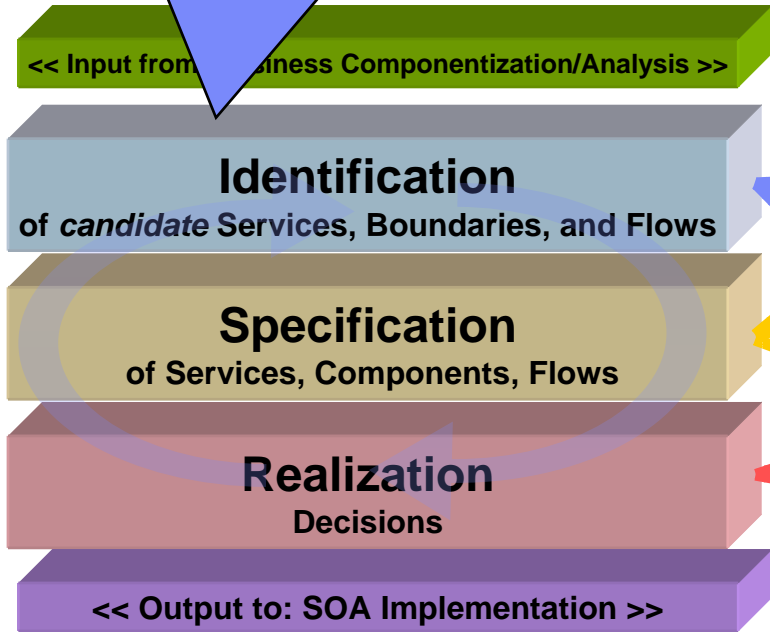 << Input from siness Componentization/Analysis >>
Identification
of candidate Services, Boundaries, and Flows
Specification
of Services, Components, Flows
Realization
Decisions
<< Output to: SOA Implementation >>